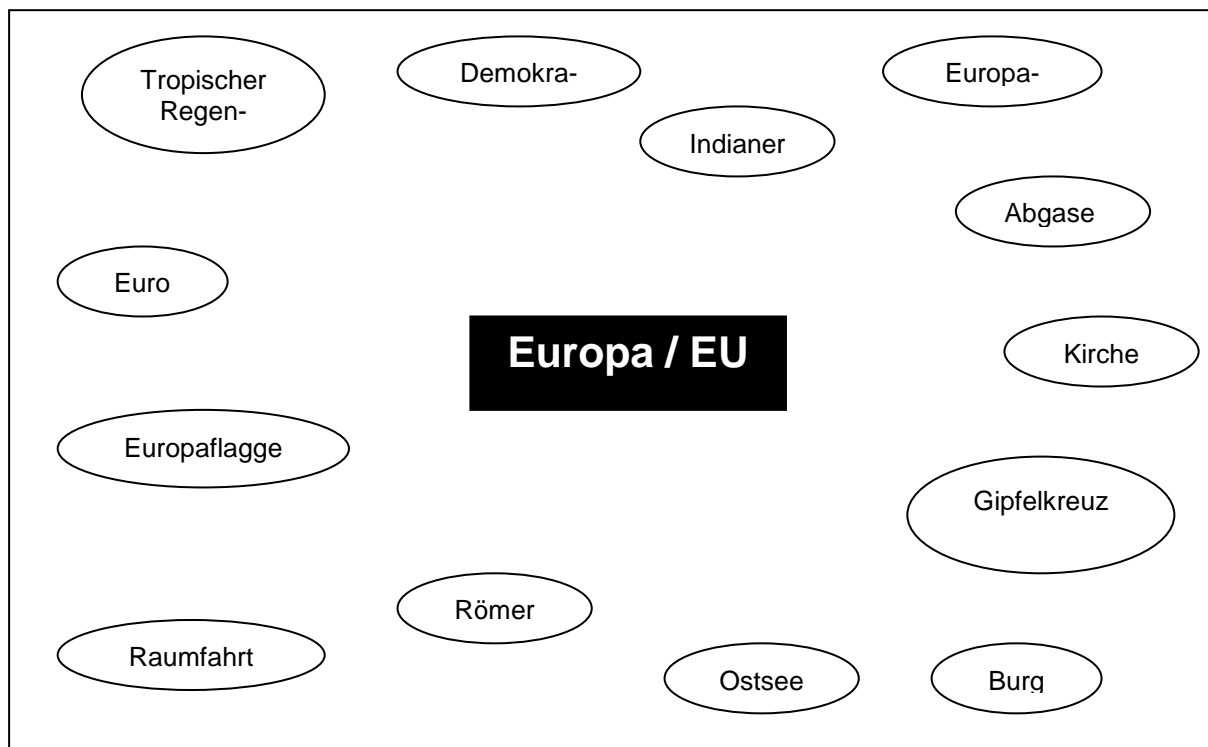 Tropischer
Regen-
Demokra-
Europa-
Indianer
Abgase
Euro
Europa / EU
Kirche
Europaflagge
Gipfelkreuz
Römer
Raumfahrt
Ostsee
Burg